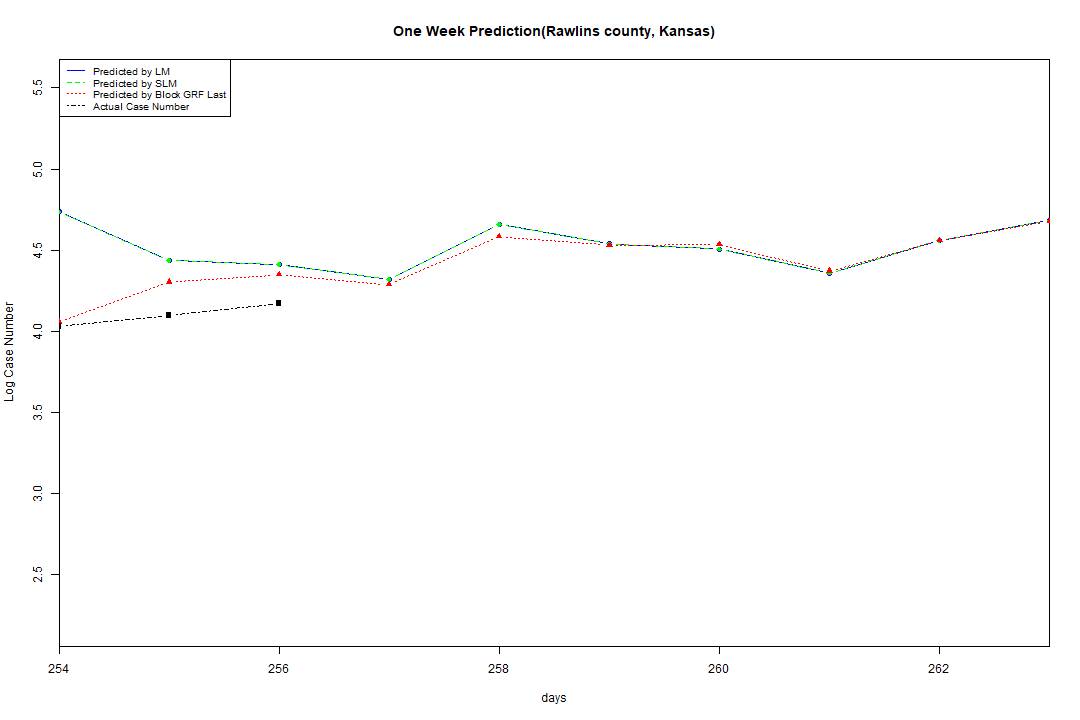 One Week Prediction(Rawlins county, Kansas)
Predicted by LM
Predicted by SLM
Predicted by Block GRF Last
Actual Case Number
5.5
5.0
4.5
4.0
3.5
3.0
2.5
Log Case Number
254
256
258
260
262
days